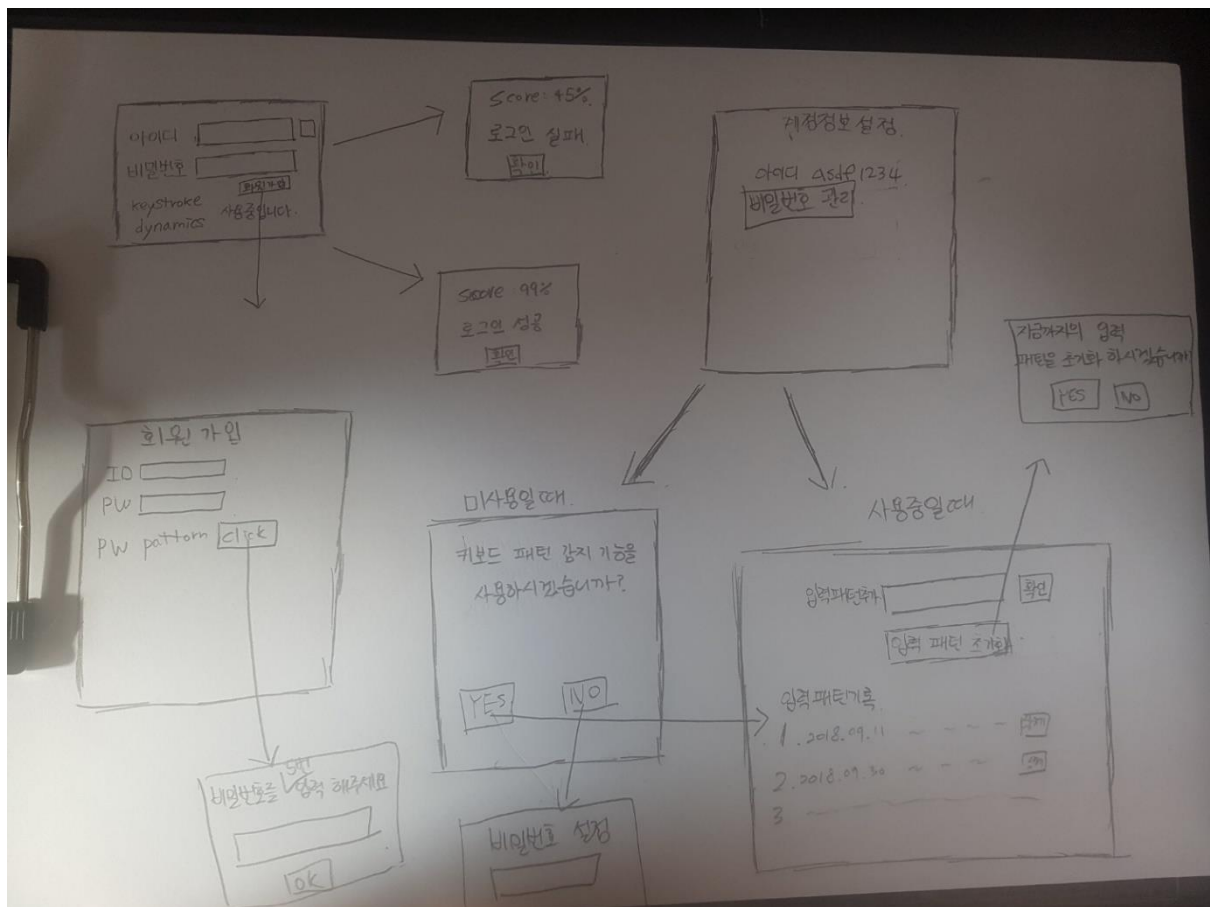 아이디
비밀번호
회원가입
keystroke 사용중입니다.
dynamics
Score: 45%
로그인 실패
확인
Score 99%
로그인 성공
확인
계정정보 설정
아이디 asdf1234
비밀번호 관리
지금까지의 입력
패턴을 초기화 하시겠습니까
YES NO
회원가입
ID
PW
PW pattern click
비밀번호를 5번 입력 해주세요
OK
미사용일때
키보드 패턴 감지 기능을
사용하시겠습니까?
YES NO
비밀번호 설정
사용중일때
입력패턴추가 확인
입력 패턴 초기화
입력패턴기록
1. 2018.09.11 ~ ~ ~ 삭제
2. 2018.09.30 ~ ~ ~ 삭제
3